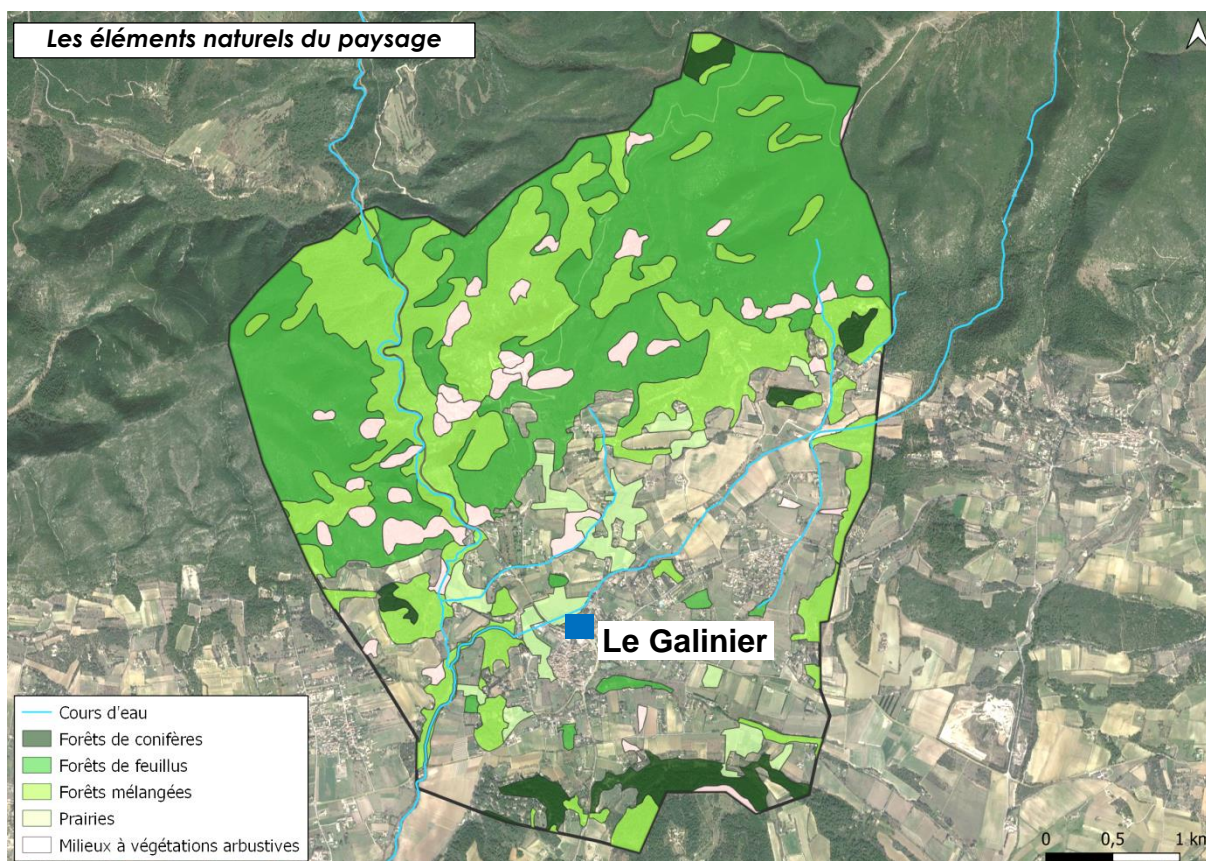 Les éléments naturels du paysage
Le Galinier
Cours d'eau
Forêts de conifères
Forêts de feuillus
Forêts mélangées
Prairies
Milieux à végétations arbustives
0 0,5 1 km